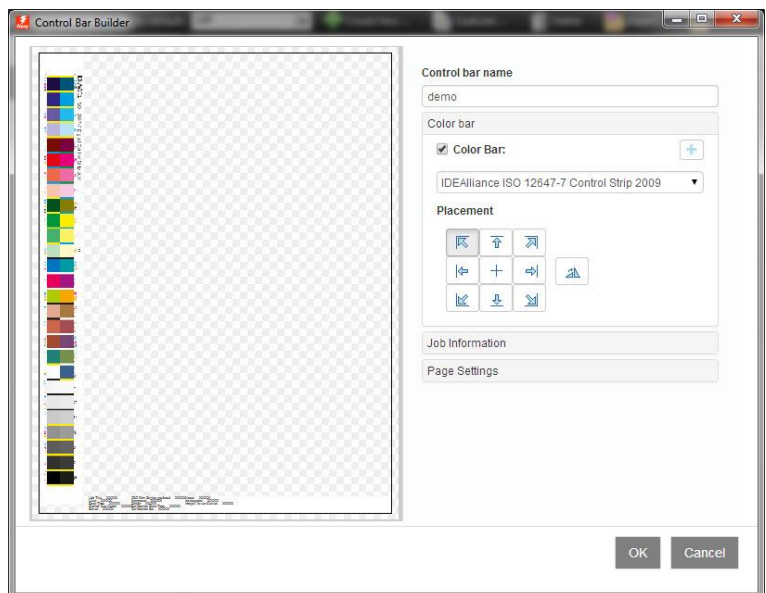 Control Bar Builder
Control bar name
demo
Color bar
Color Bar:
IDEAlliance ISO 12647-7 Control Strip 2009
Placement
Job Information
Page Settings
OK
Cancel